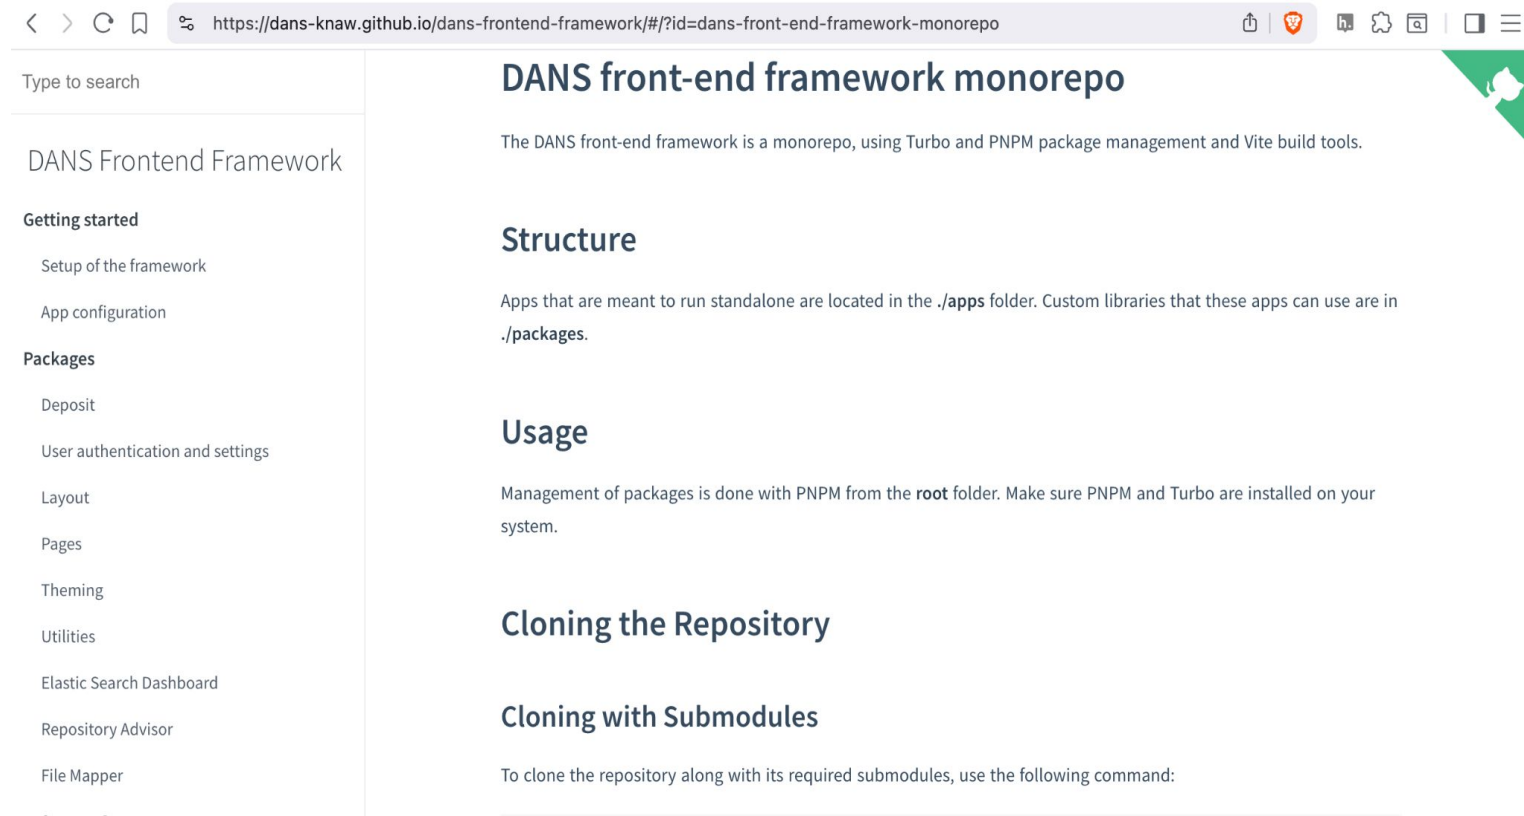 https://dans-knaw.github.io/dans-frontend-framework/#/?id=dans-front-end-framework-monorepo
h.
Type to search
DANS Frontend Framework
Getting started
Setup of the framework
App configuration
Packages
Deposit
User authentication and settings
Layout
Pages
Theming
Utilities
Elastic Search Dashboard
Repository Advisor
File Mapper
DANS front-end framework monorepo
The DANS front-end framework is a monorepo, using Turbo and PNPM package management and Vite build tools.
Structure
Apps that are meant to run standalone are located in the ./apps folder. Custom libraries that these apps can use are in
./packages.
Usage
Management of packages is done with PNPM from the root folder. Make sure PNPM and Turbo are installed on your
system.
Cloning the Repository
Cloning with Submodules
To clone the repository along with its required submodules, use the following command: